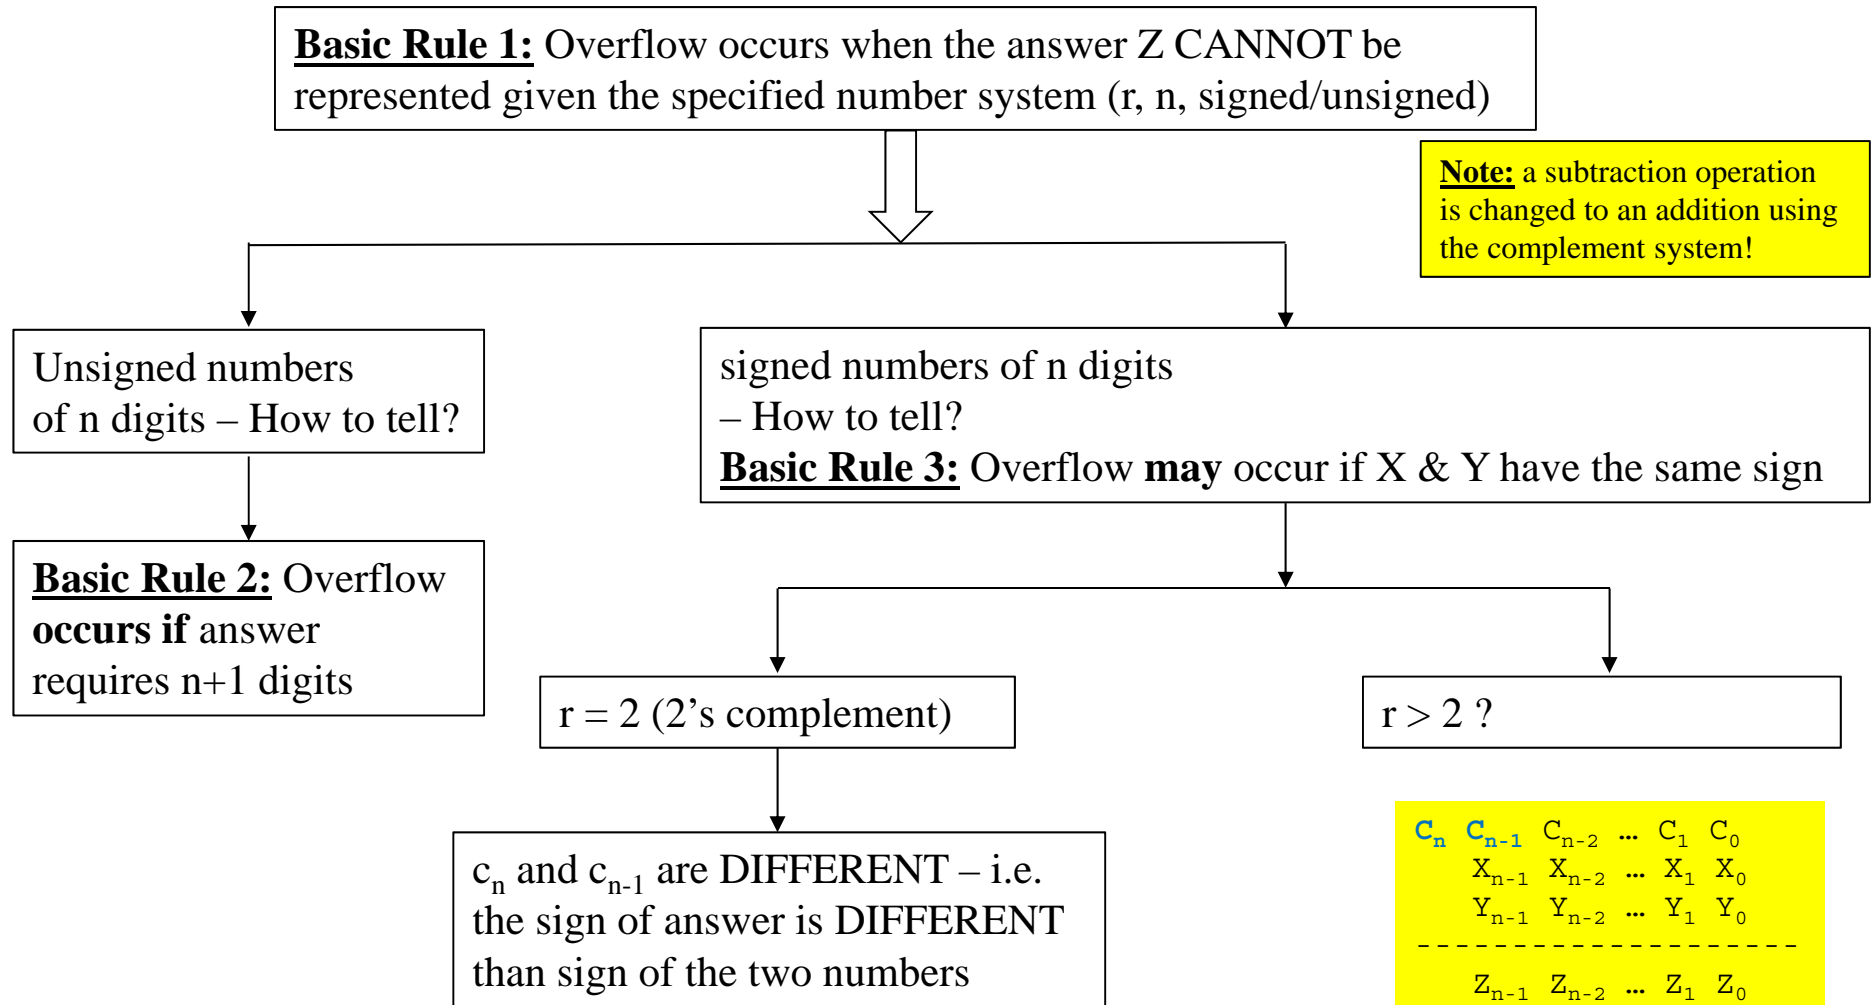 Basic Rule 1: Overflow occurs when the answer Z CANNOT be
represented given the specified number system (r, n, signed/unsigned)
Note: a subtraction operation
is changed to an addition using
the complement system!
Unsigned numbers
of n digits – How to tell?
signed numbers of n digits
– How to tell?
Basic Rule 3: Overflow may occur if X & Y have the same sign
Basic Rule 2: Overflow
occurs if answer
requires n+1 digits
r = 2 (2’s complement)
r > 2 ?
cn and cn-1 are DIFFERENT – i.e.
the sign of answer is DIFFERENT
than sign of the two numbers
Cn Cn-1 Cn-2 … C1 C0
Xn-1 Xn-2 … X1 X0
Yn-1 Yn-2 … Y1 Y0
--------------------
Zn-1 Zn-2 … Z1 Z0